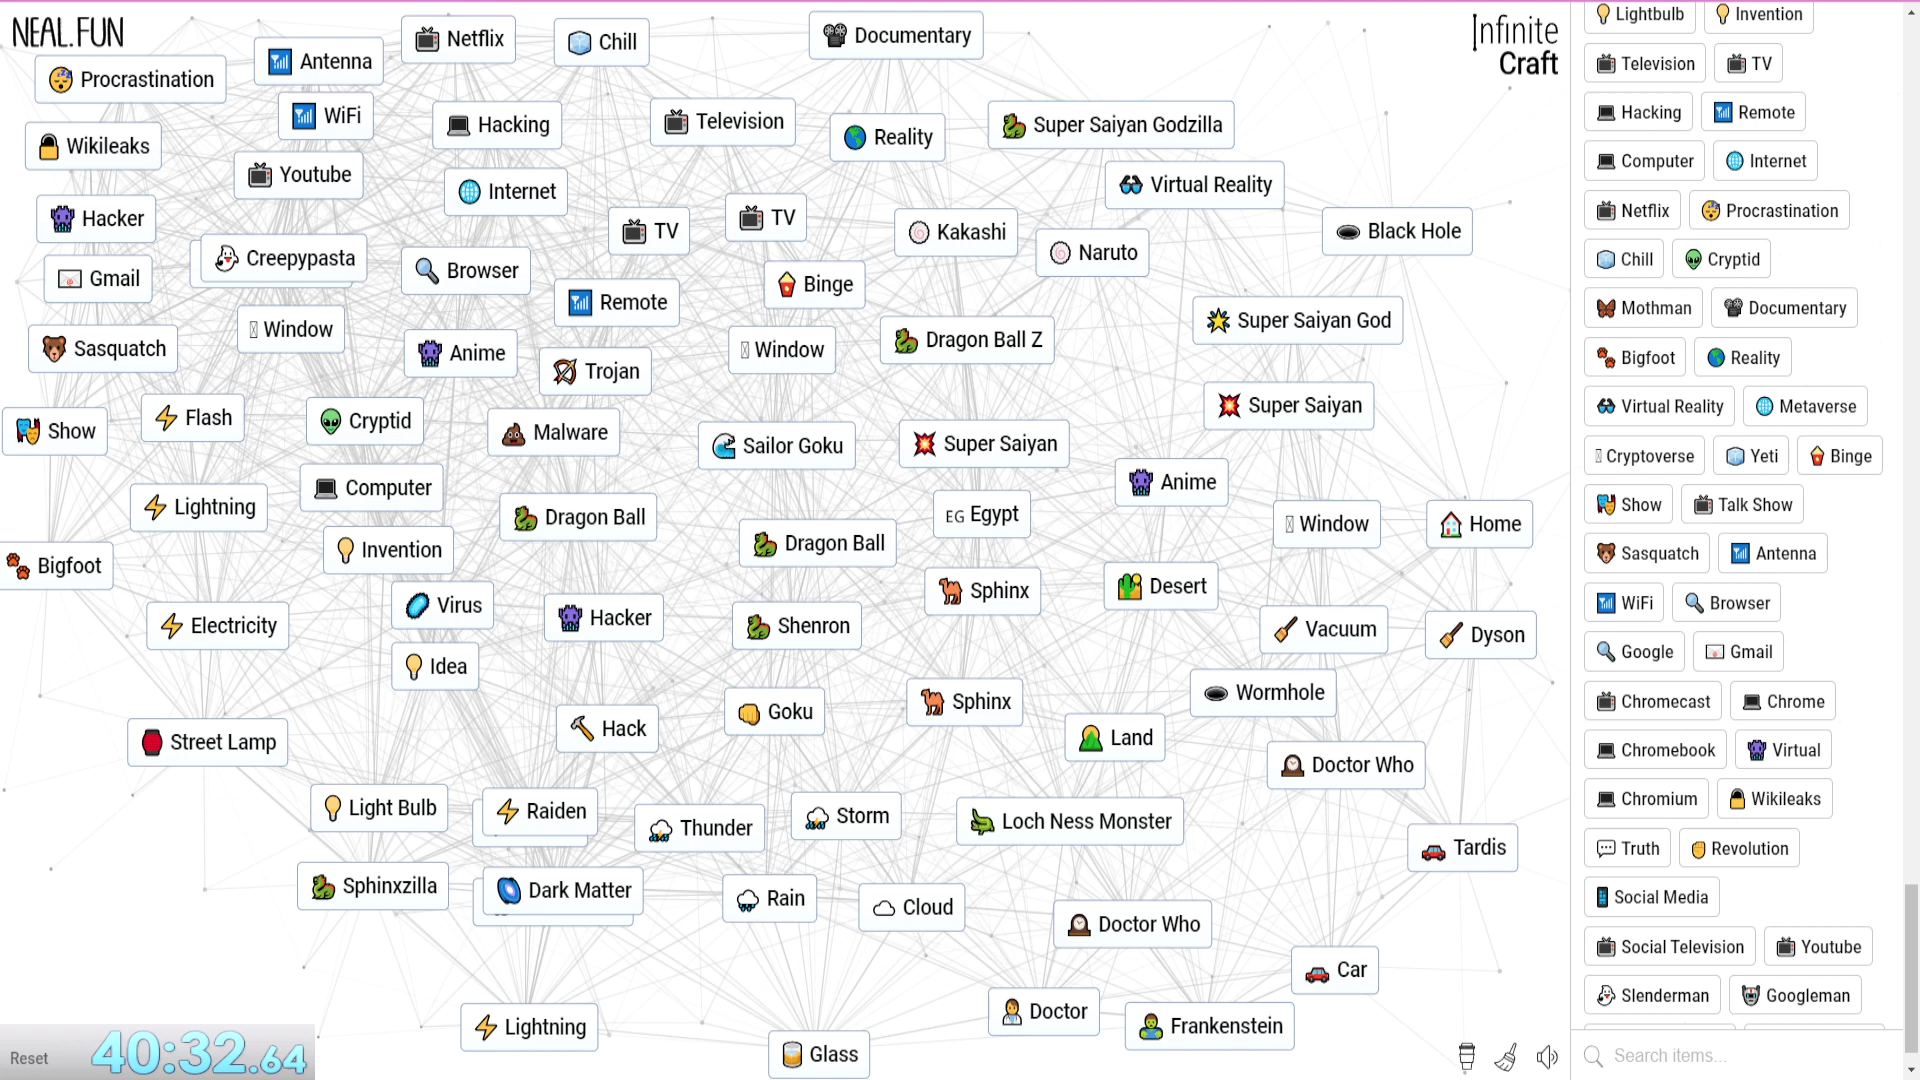 NEAL.FUN
Infinite
Craft
Procrastination
Antenna
Netflix
Chill
Documentary
Wikileaks
WiFi
Hacking
Television
Reality
Super Saiyan Godzilla
Youtube
Internet
Virtual Reality
Hacker
TV
TV
Kakashi
Naruto
Black Hole
Gmail
Creepypasta
Browser
Remote
Binge
Sasquatch
Window
Anime
Trojan
Window
Dragon Ball Z
Super Saiyan God
Show
Flash
Cryptid
Malware
Sailor Goku
Super Saiyan
Super Saiyan
Lightning
Computer
Dragon Ball
Dragon Ball
EG Egypt
Anime
Window
Home
Bigfoot
Invention
Sphinx
Desert
Electricity
Virus
Hacker
Shenron
Vacuum
Dyson
Idea
Street Lamp
Hack
Goku
Sphinx
Land
Wormhole
Doctor Who
Light Bulb
Raiden
Thunder
Storm
Loch Ness Monster
Tardis
Sphinxzilla
Dark Matter
Rain
Cloud
Doctor Who
Car
Lightning
Glass
Doctor
Frankenstein
Reset
40:32.64
Lightbulb Invention
Television TV
Hacking Remote
Computer Internet
Netflix Procrastination
Chill Cryptid
Mothman Documentary
Bigfoot Reality
Virtual Reality Metaverse
Cryptoverse Yeti Binge
Show Talk Show
Sasquatch Antenna
WiFi Browser
Google Gmail
Chromecast Chrome
Chromebook Virtual
Chromium Wikileaks
Truth Revolution
Social Media
Social Television Youtube
Slenderman Googleman
Search items...